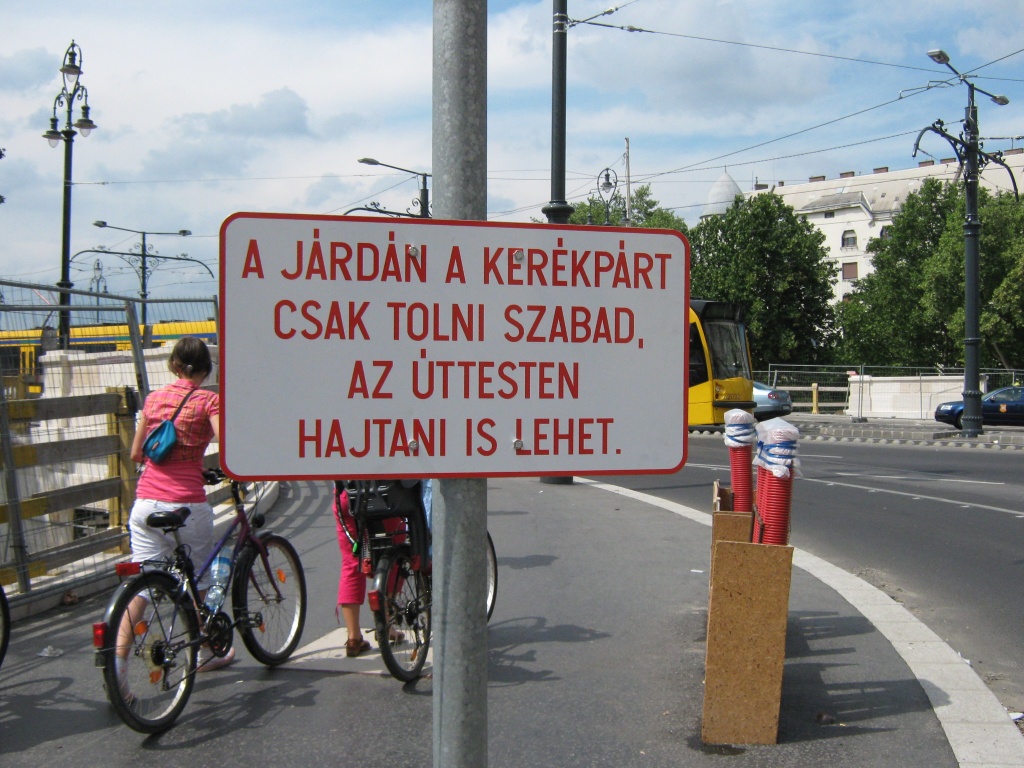 A JÁRDÁN A KERÉKPÁRT
CSAK TOLNI SZABAD,
AZ ÚTTESTEN
HAJTANI IS LEHET.